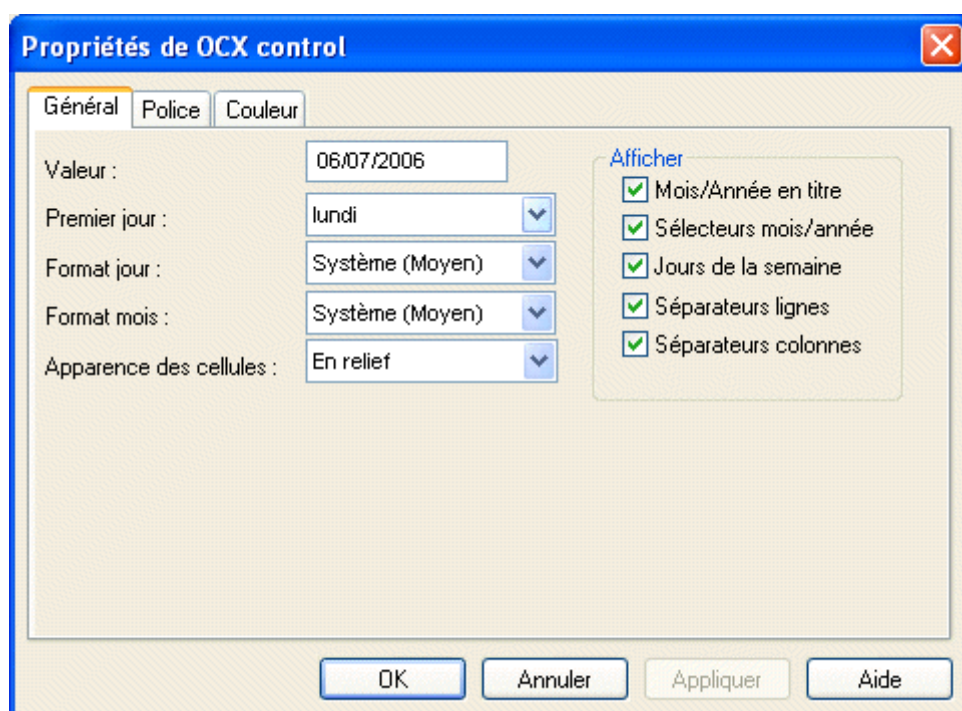 Propriétés de OCX control
Général
Police
Couleur
Valeur :
06/07/2006
Premier jour :
lundi
Format jour :
Système (Moyen)
Format mois :
Système (Moyen)
Apparence des cellules :
En relief
Afficher
Mois/Année en titre
Sélecteurs mois/année
Jours de la semaine
Séparateurs lignes
Séparateurs colonnes
OK
Annuler
Appliquer
Aide